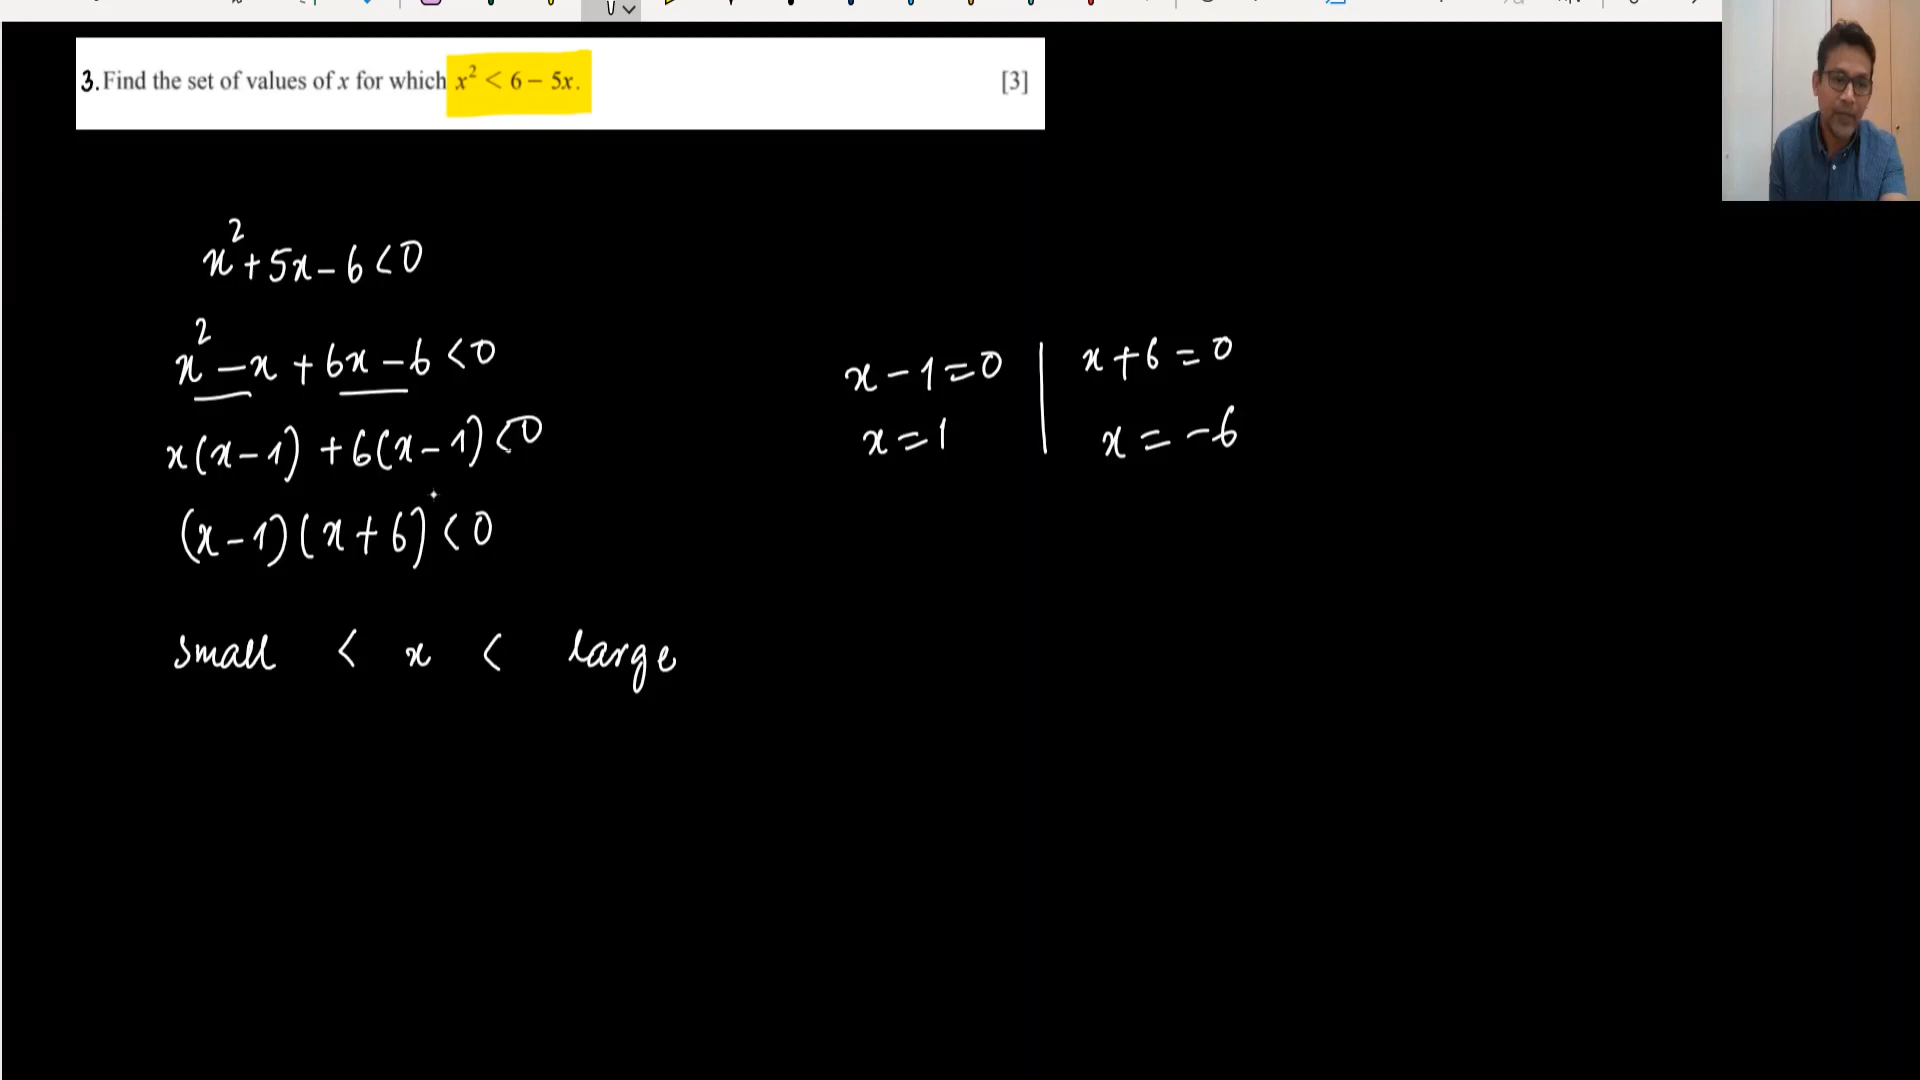 3. Find the set of values of x for which x² < 6 – 5x. [3]
x² + 5x – 6 < 0
x² – x + 6x – 6 < 0
x(x – 1) + 6(x – 1) < 0
(x – 1)(x + 6) < 0
small < x < large
x – 1 = 0 | x + 6 = 0
x = 1 | x = –6